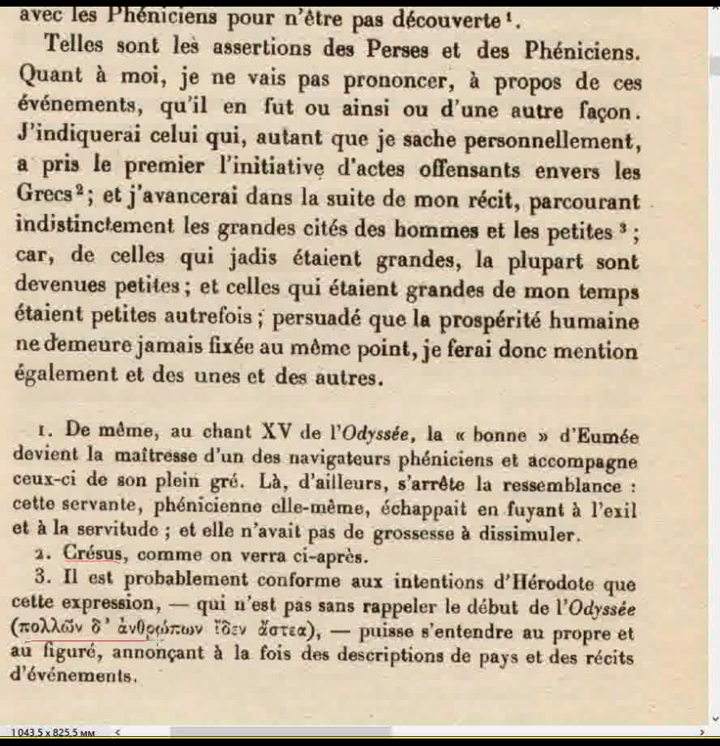 avec les Phéniciens pour n'être pas découverte ¹.
Telles sont les assertions des Perses et des Phéniciens.
Quant à moi, je ne vais pas prononcer, à propos de ces
événements, qu'il en fut ou ainsi ou d'une autre façon.
J'indiquerai celui qui, autant que je sache personnellement,
a pris le premier l'initiative d'actes offensants envers les
Grecs ² ; et j'avancerai dans la suite de mon récit, parcourant
indistinctement les grandes cités des hommes et les petites ³ ;
car, de celles qui jadis étaient grandes, la plupart sont
devenues petites ; et celles qui étaient grandes de mon temps
étaient petites autrefois ; persuadé que la prospérité humaine
ne demeure jamais fixée au même point, je ferai donc mention
également et des unes et des autres.
1. De même, au chant XV de l'Odyssée, la « bonne » d'Eumée
devient la maîtresse d'un des navigateurs phéniciens et accompagne
ceux-ci de son plein gré. Là, d'ailleurs, s'arrête la ressemblance :
cette servante, phénicienne elle-même, échappait en fuyant à l'exil
et à la servitude ; et elle n'avait pas de grossesse à dissimuler.
2. Crésus, comme on verra ci-après.
3. Il est probablement conforme aux intentions d'Hérodote que
cette expression, — qui n'est pas sans rappeler le début de l'Odyssée
(πολλῶν δ' ἀνθρώπων ἴδεν ἄστεα), — puisse s'entendre au propre et
au figuré, annonçant à la fois des descriptions de pays et des récits
d'événements.
1043.5 x 825.5 мм